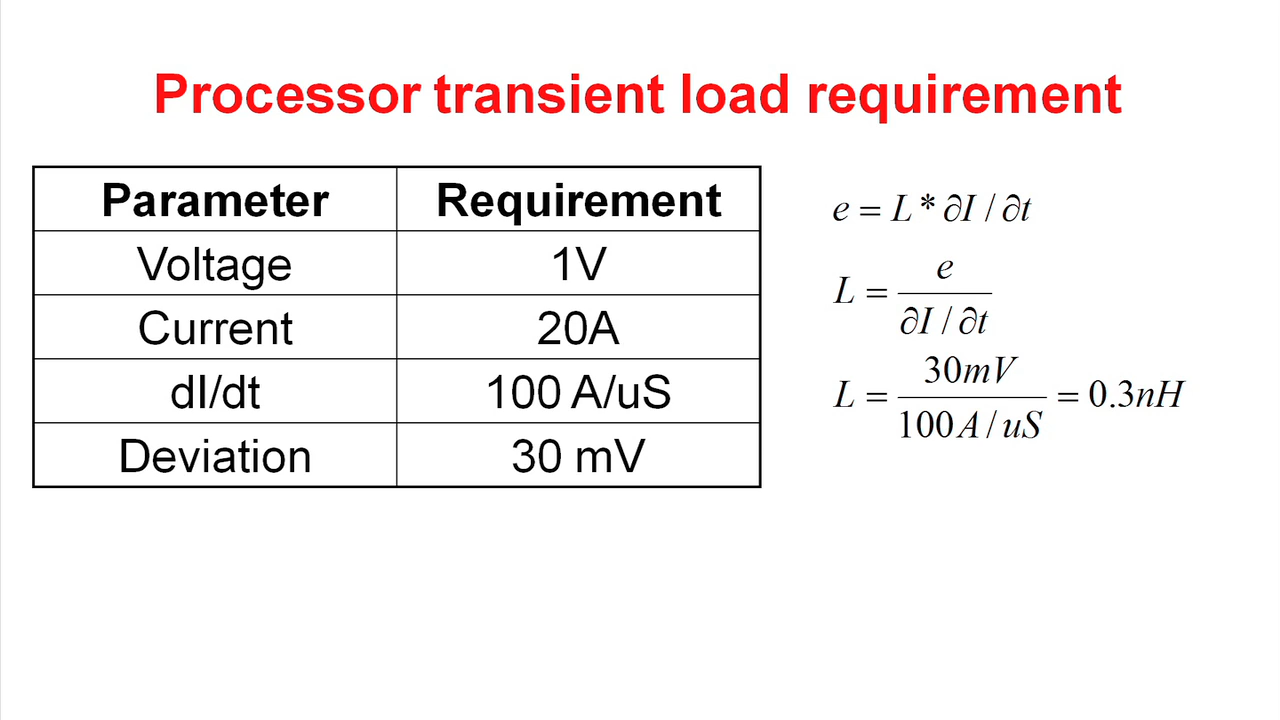 Processor transient load requirement
Parameter Requirement
Voltage 1V
Current 20A
dI/dt 100 A/uS
Deviation 30 mV
e = L * ∂I / ∂t
L = e / ∂I / ∂t
L = 30mV / 100 A / uS = 0.3nH